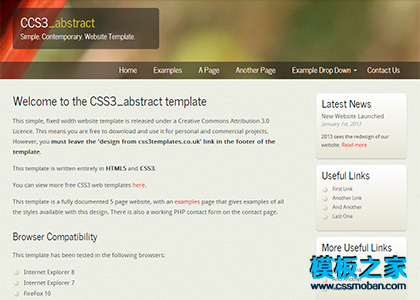 CSS3_abstract
Simple. Contemporary. Website Template.
Home Examples A Page Another Page Example Drop Down Contact Us
Welcome to the CSS3_abstract template
This simple, fixed width website template is released under a Creative Commons Attribution 3.0
Licence. This means you are free to download and use it for personal and commercial projects.
However, you must leave the 'design from css3templates.co.uk' link in the footer of the
template.
This template is written entirely in HTML5 and CSS3.
You can view more free CSS3 web templates here.
This template is a fully documented 5 page website, with an examples page that gives examples of all
the styles available with this design. There is also a working PHP contact form on the contact page.
Browser Compatibility
This template has been tested in the following browsers:
Internet Explorer 8
Internet Explorer 7
FireFox 10
Latest News
New Website Launched
January 1st, 2013
2013 sees the redesign of our
website. Read more
Useful Links
First Link
Another Link
And Another
Last One
More Useful Links
First Link
Another Link
And Another
模板之家
www.cssmoban.com